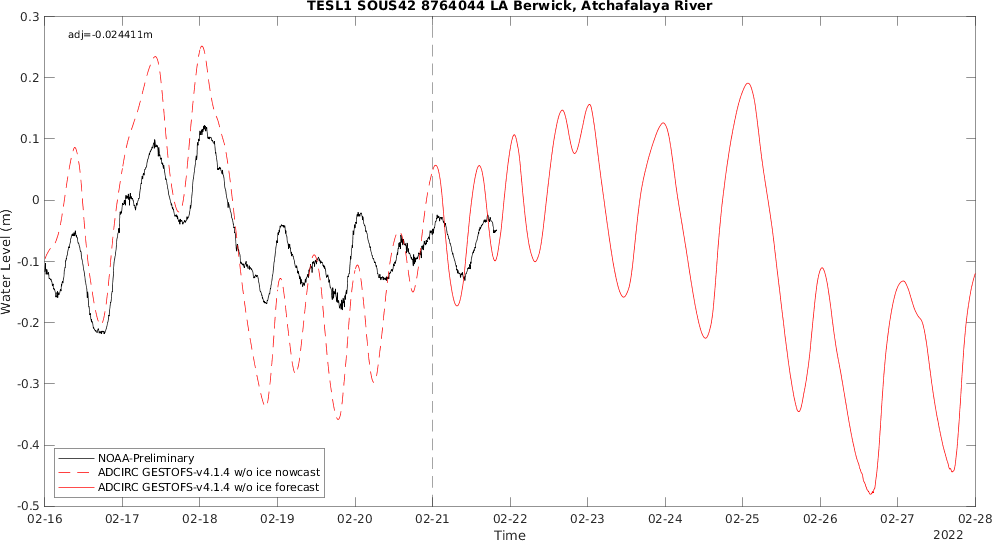 TESL1 SOUS42 8764044 LA Berwick, Atchafalaya River
adj=-0.024411m
0.3
0.2
0.1
0
-0.1
-0.2
-0.3
-0.4
-0.5
Water Level (m)
NOAA-Preliminary
ADCIRC GESTOFS-v4.1.4 w/o ice nowcast
ADCIRC GESTOFS-v4.1.4 w/o ice forecast
02-16 02-17 02-18 02-19 02-20 02-21 02-22 02-23 02-24 02-25 02-26 02-27 02-28
Time
2022